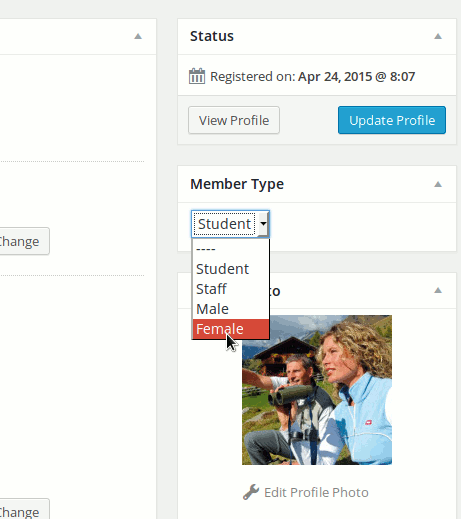 Status
Registered on: Apr 24, 2015 @ 8:07
View Profile
Update Profile
Member Type
Student
----
Student
Staff
Male
Female
Change
to
Edit Profile Photo
Change